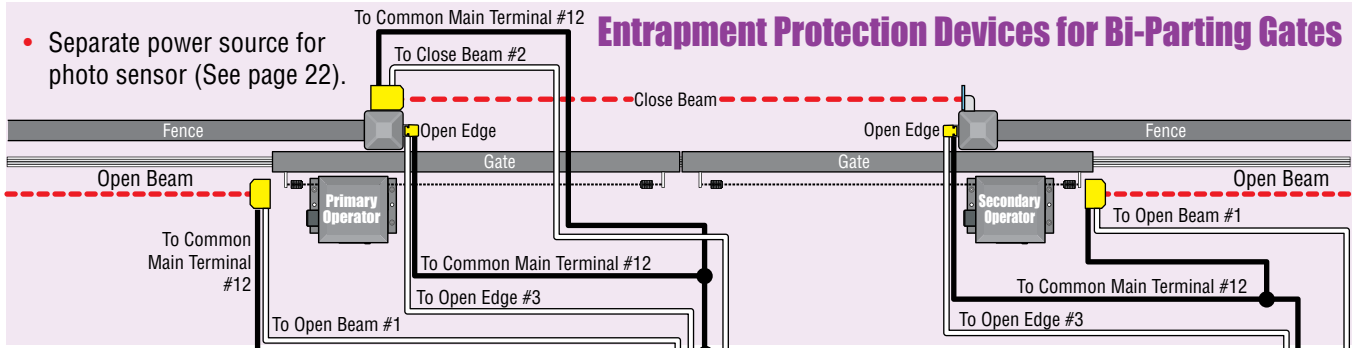 To Common Main Terminal #12
Entrapment Protection Devices for Bi-Parting Gates
• Separate power source for
photo sensor (See page 22).
To Close Beam #2
Close Beam
Fence
Open Edge
Open Edge
Fence
Gate
Gate
Open Beam
Open Beam
Primary
Operator
Secondary
Operator
To Open Beam #1
To Common
Main Terminal
#12
To Common Main Terminal #12
To Common Main Terminal #12
To Open Edge #3
To Open Beam #1
To Open Edge #3